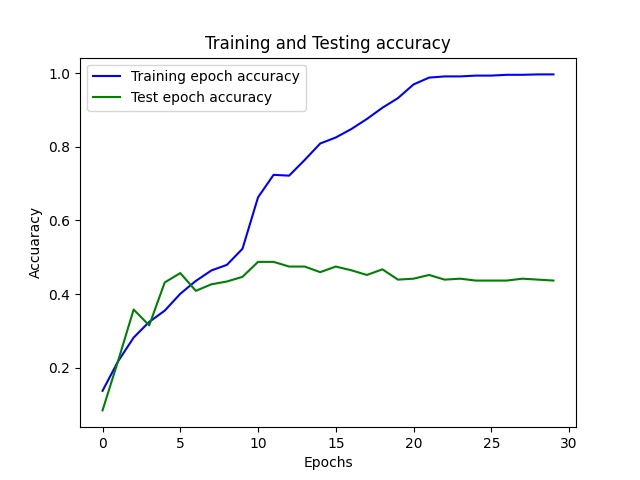 Training and Testing accuracy
Training epoch accuracy
Test epoch accuracy
Accuaracy
1.0
0.8
0.6
0.4
0.2
0 5 10 15 20 25 30
Epochs